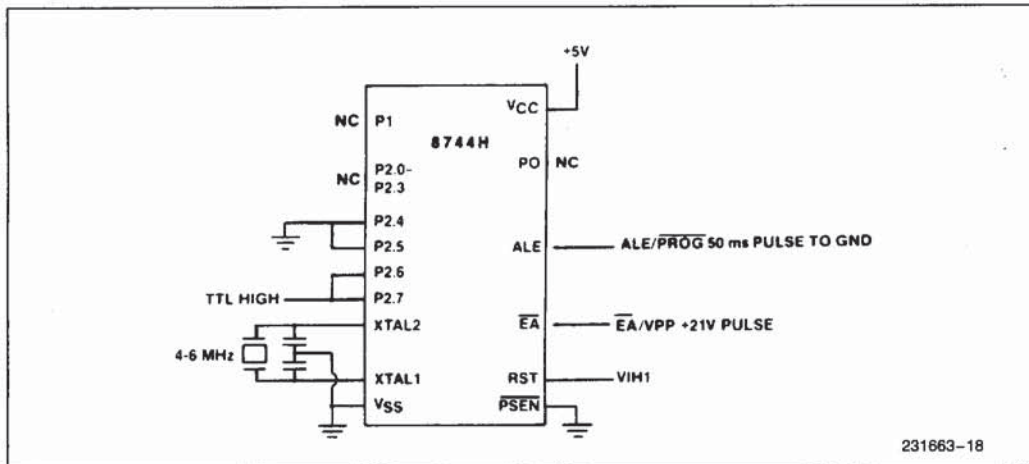 +5V
VCC
NC P1
8744H
PO NC
NC P2.0-
P2.3
P2.4
P2.5
ALE
ALE/PROG 50 ms PULSE TO GND
P2.6
TTL HIGH
P2.7
XTAL2
EA
EA/VPP +21V PULSE
4-6 MHz
XTAL1
RST
VIH1
VSS
PSEN
231663-18